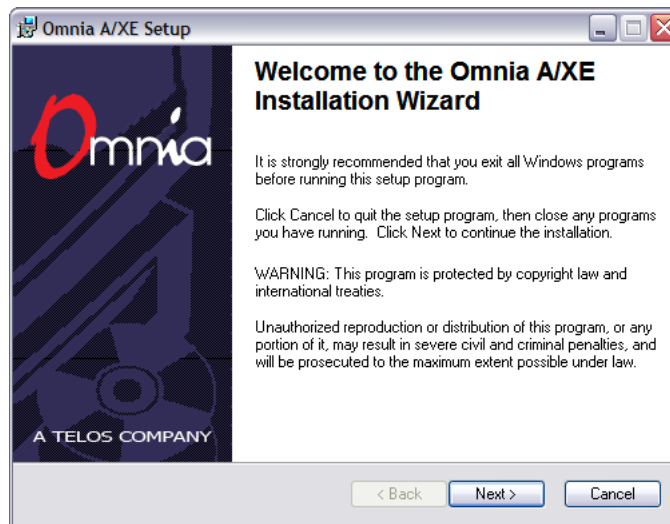 Omnia A/XE Setup
Omnia
Welcome to the Omnia A/XE
Installation Wizard
It is strongly recommended that you exit all Windows programs
before running this setup program.
Click Cancel to quit the setup program, then close any programs
you have running. Click Next to continue the installation.
WARNING: This program is protected by copyright law and
international treaties.
Unauthorized reproduction or distribution of this program, or any
portion of it, may result in severe civil and criminal penalties, and
will be prosecuted to the maximum extent possible under law.
A TELOS COMPANY
< Back Next > Cancel